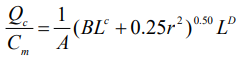 Q_c/C_m = 1/A (BL^c + 0.25r^2)^0.50 L^D